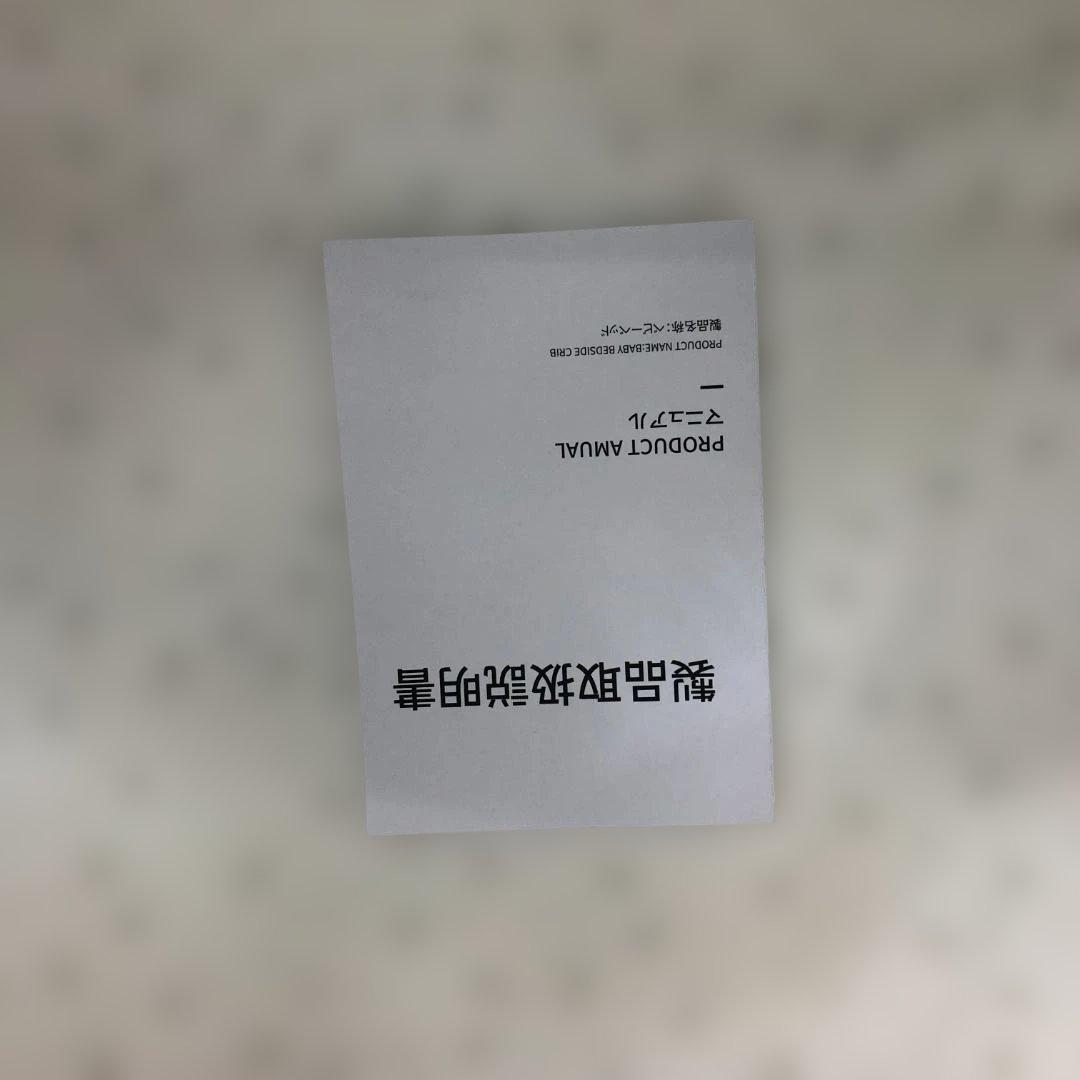 製品取扱説明書
PRODUCT AMUAL
マニュアル
PRODUCT NAME:BABY BEDSIDE CRIB
製品名称：ベビーベッド